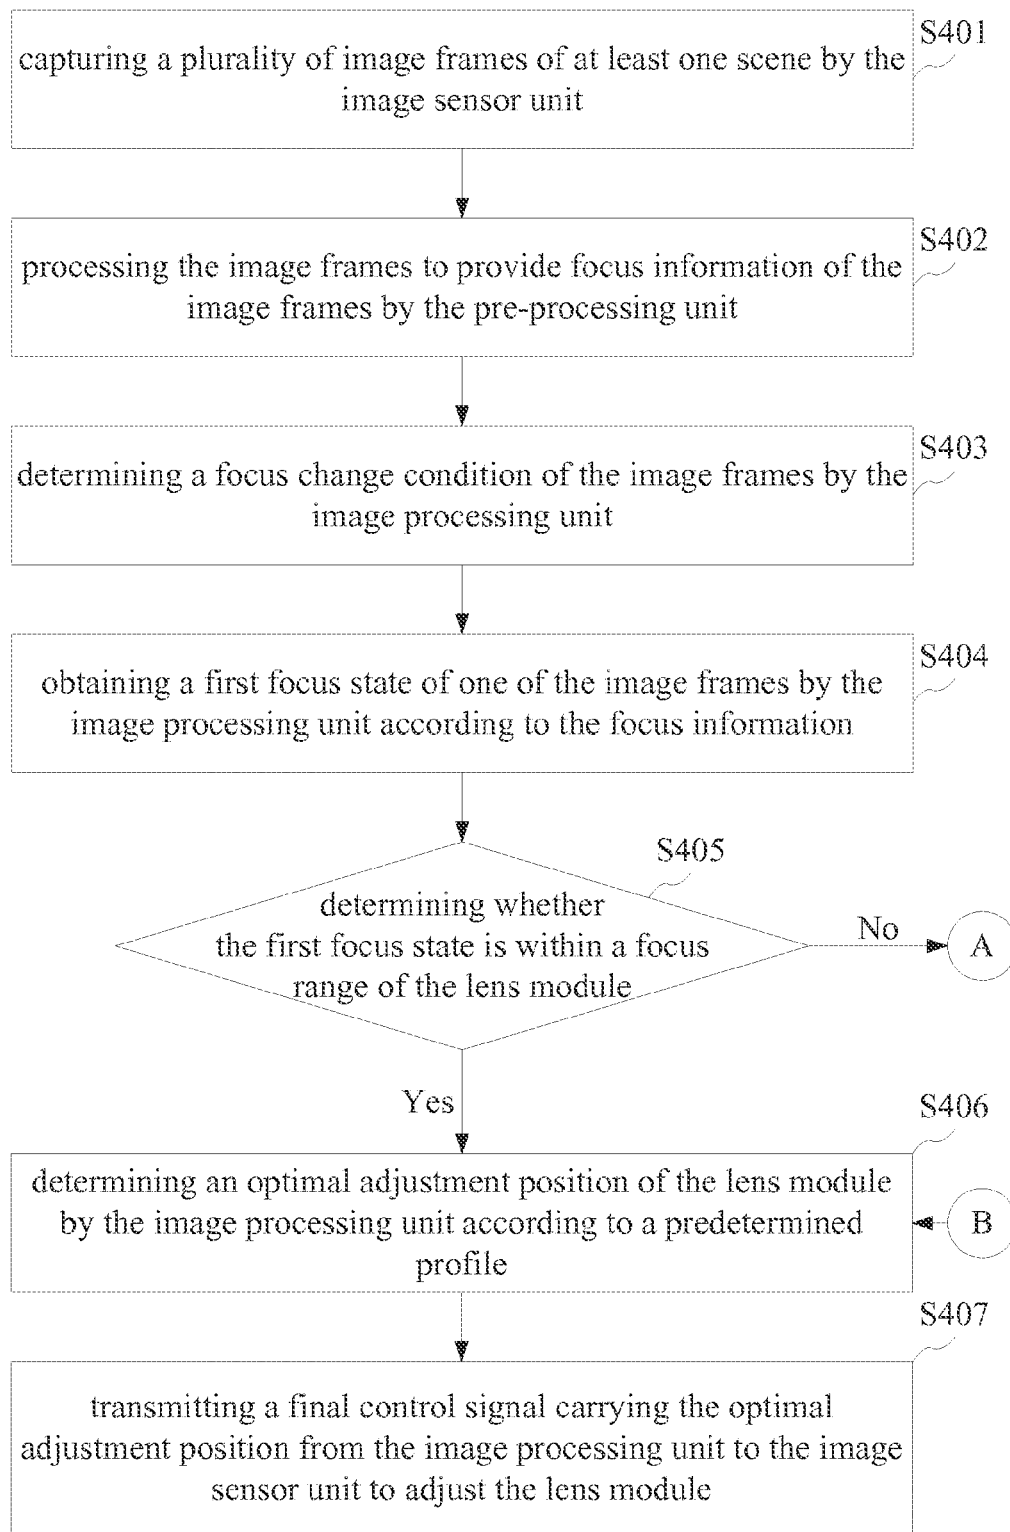 S401
capturing a plurality of image frames of at least one scene by the
image sensor unit
S402
processing the image frames to provide focus information of the
image frames by the pre-processing unit
S403
determining a focus change condition of the image frames by the
image processing unit
S404
obtaining a first focus state of one of the image frames by the
image processing unit according to the focus information
S405
determining whether
the first focus state is within a focus
range of the lens module
No
A
Yes
S406
determining an optimal adjustment position of the lens module
by the image processing unit according to a predetermined
profile
B
S407
transmitting a final control signal carrying the optimal
adjustment position from the image processing unit to the image
sensor unit to adjust the lens module